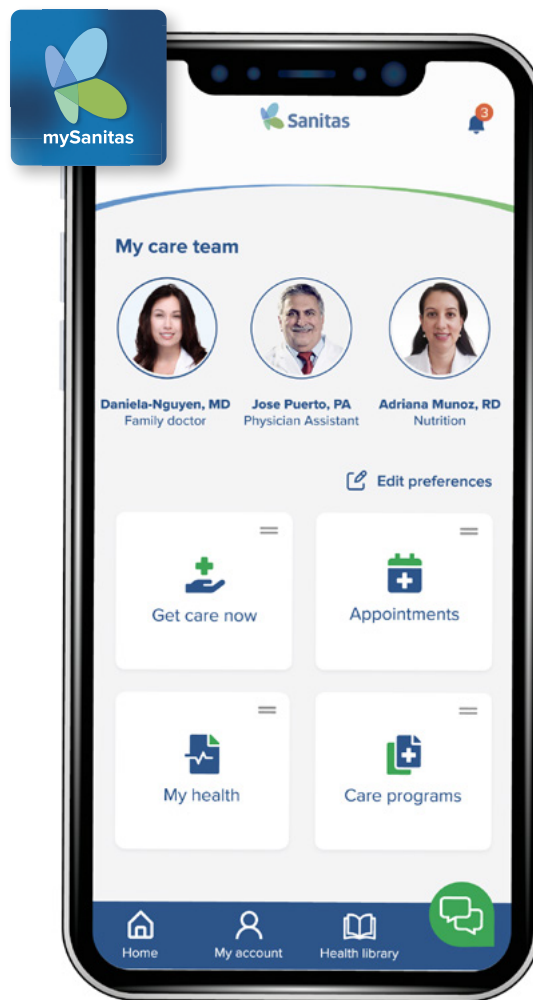 mySanitas
Sanitas
3
My care team
Daniela-Nguyen, MD
Family doctor
Jose Puerto, PA
Physician Assistant
Adriana Munoz, RD
Nutrition
Edit preferences
Get care now
Appointments
My health
Care programs
Home
My account
Health library